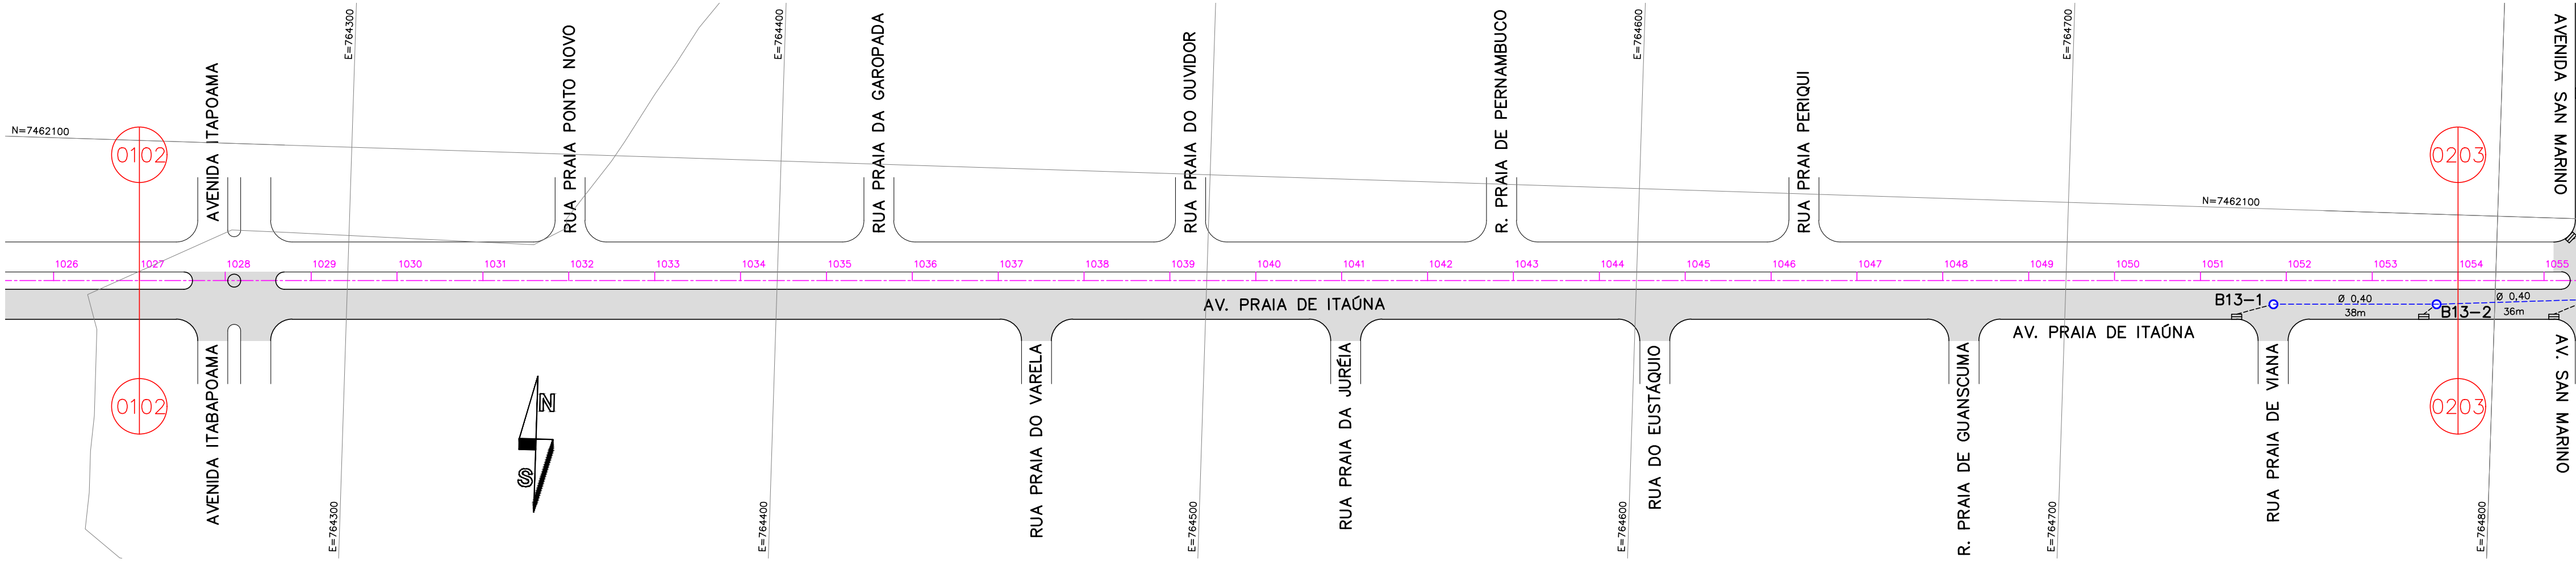 E=764300
E=764400
E=764600
E=764700
AVENIDA ITAPOAMA
RUA PRAIA PONTO NOVO
RUA PRAIA DA GAROPADA
RUA PRAIA DO OUVIDOR
R. PRAIA DE PERNAMBUCO
RUA PRAIA PERIQUI
AVENIDA SAN MARINO
N=7462100
N=7462100
0102
0203
1026
1027
1028
1029
1030
1031
1032
1033
1034
1035
1036
1037
1038
1039
1040
1041
1042
1043
1044
1045
1046
1047
1048
1049
1050
1051
1052
1053
1054
1055
AV. PRAIA DE ITAÚNA
B13-1
Ø 0,40
38m
B13-2
Ø 0,40
36m
AV. PRAIA DE ITAÚNA
0102
0203
AVENIDA ITABAPOAMA
N
S
RUA PRAIA DO VARELA
RUA PRAIA DA JURÉIA
RUA DO EUSTÁQUIO
R. PRAIA DE GUANSCUMA
RUA PRAIA DE VIANA
AV. SAN MARINO
E=764300
E=764400
E=764500
E=764600
E=764700
E=764800